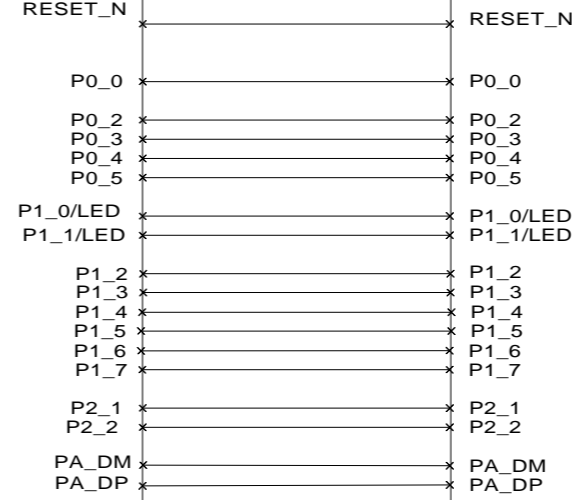 RESET_N RESET_N
P0_0 P0_0
P0_2 P0_2
P0_3 P0_3
P0_4 P0_4
P0_5 P0_5
P1_0/LED P1_0/LED
P1_1/LED P1_1/LED
P1_2 P1_2
P1_3 P1_3
P1_4 P1_4
P1_5 P1_5
P1_6 P1_6
P1_7 P1_7
P2_1 P2_1
P2_2 P2_2
PA_DM PA_DM
PA_DP PA_DP